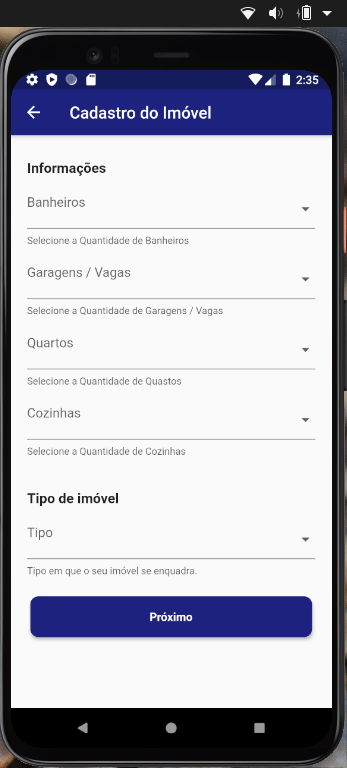 2:35
Cadastro do Imóvel
Informações
Banheiros
Selecione a Quantidade de Banheiros
Garagens / Vagas
Selecione a Quantidade de Garagens / Vagas
Quartos
Selecione a Quantidade de Quastos
Cozinhas
Selecione a Quantidade de Cozinhas
Tipo de imóvel
Tipo
Tipo em que o seu imóvel se enquadra.
Próximo